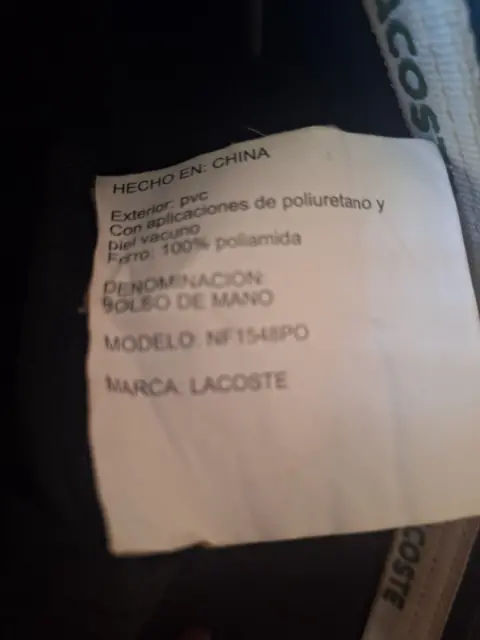 LACOSTE
HECHO EN: CHINA
Exterior: pvc
Con aplicaciones de poliuretano y
piel vacuno
Forro: 100% poliamida
DENOMINACION:
BOLSO DE MANO
MODELO: NF1548PO
MARCA: LACOSTE
COSTE